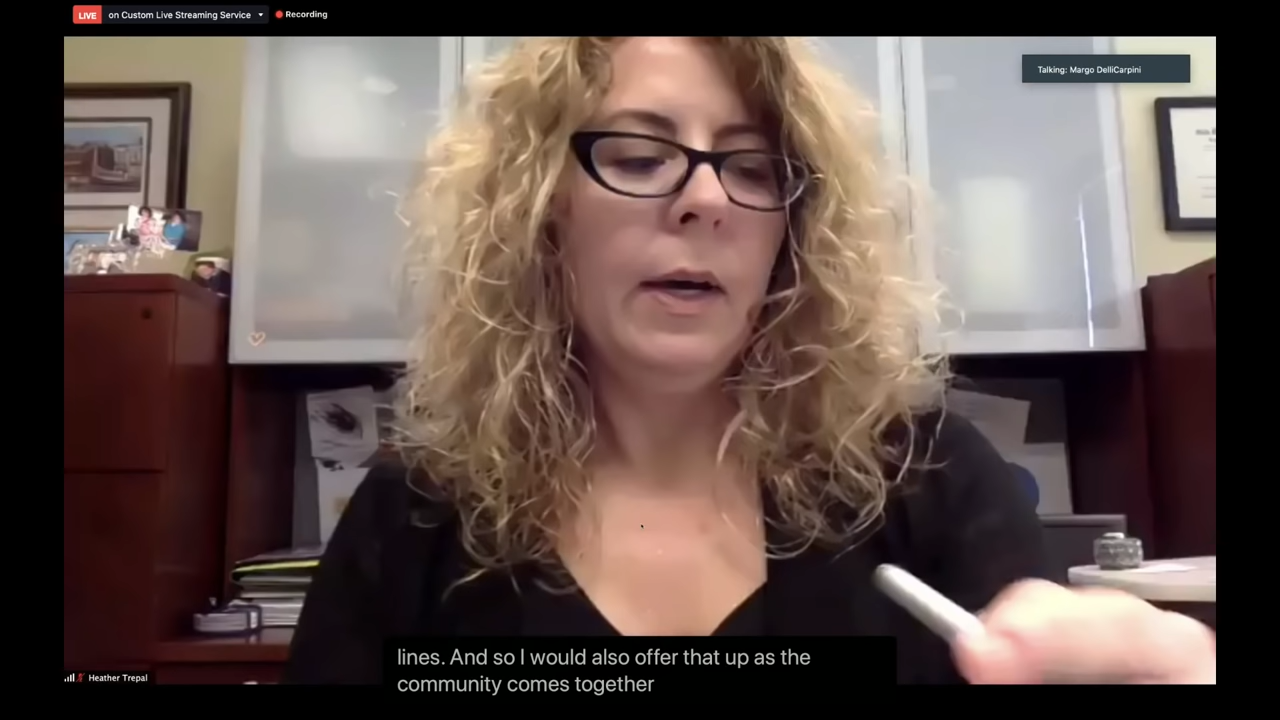 LIVE on Custom Live Streaming Service Recording
Talking: Margo DelliCarpini
lines. And so I would also offer that up as the
community comes together
Heather Trepal